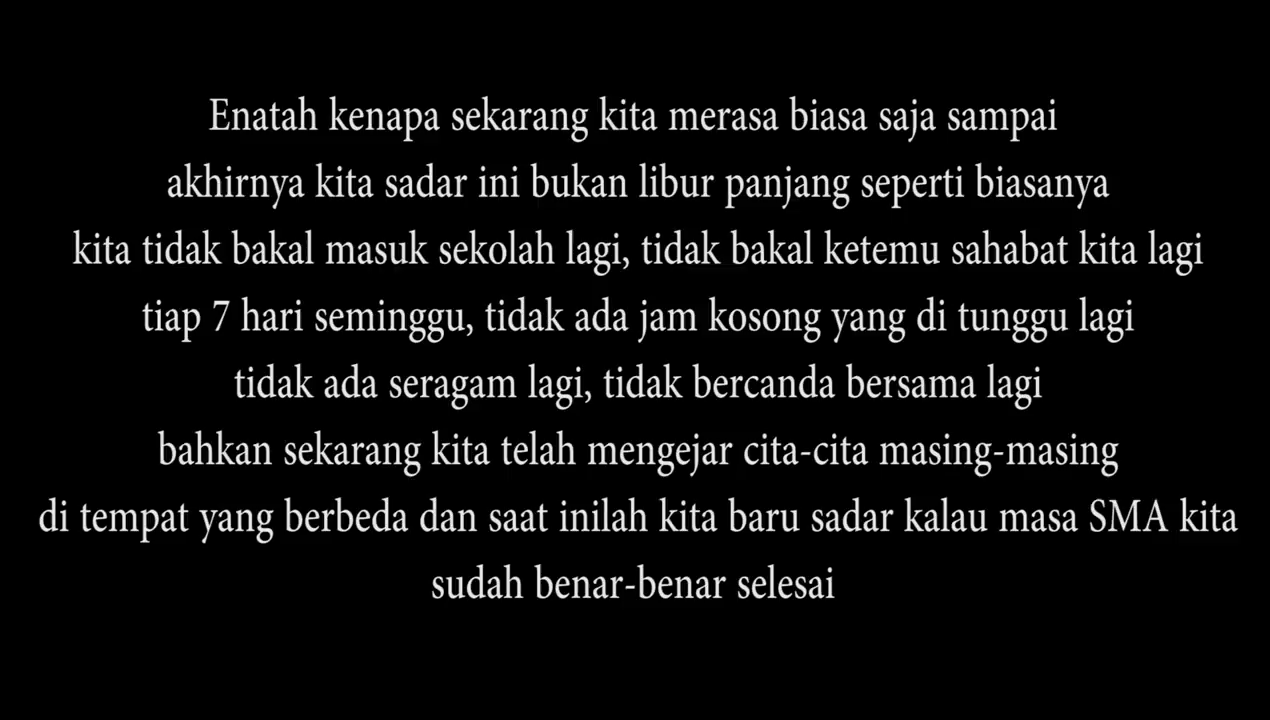 Enatah kenapa sekarang kita merasa biasa saja sampai
akhirnya kita sadar ini bukan libur panjang seperti biasanya
kita tidak bakal masuk sekolah lagi, tidak bakal ketemu sahabat kita lagi
tiap 7 hari seminggu, tidak ada jam kosong yang di tunggu lagi
tidak ada seragam lagi, tidak bercanda bersama lagi
bahkan sekarang kita telah mengejar cita-cita masing-masing
di tempat yang berbeda dan saat inilah kita baru sadar kalau masa SMA kita
sudah benar-benar selesai